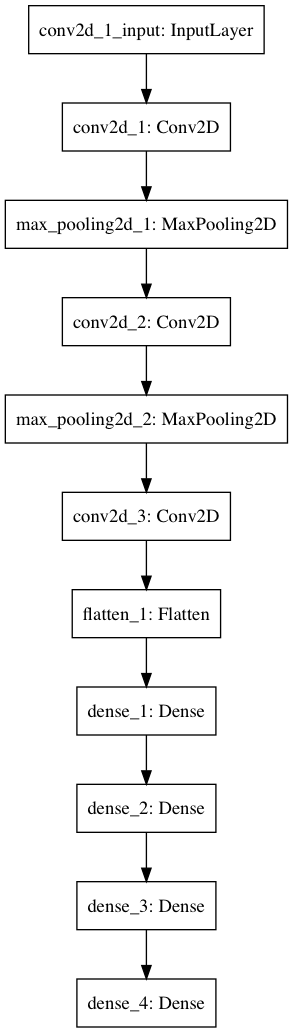 conv2d_1_input: InputLayer
conv2d_1: Conv2D
max_pooling2d_1: MaxPooling2D
conv2d_2: Conv2D
max_pooling2d_2: MaxPooling2D
conv2d_3: Conv2D
flatten_1: Flatten
dense_1: Dense
dense_2: Dense
dense_3: Dense
dense_4: Dense